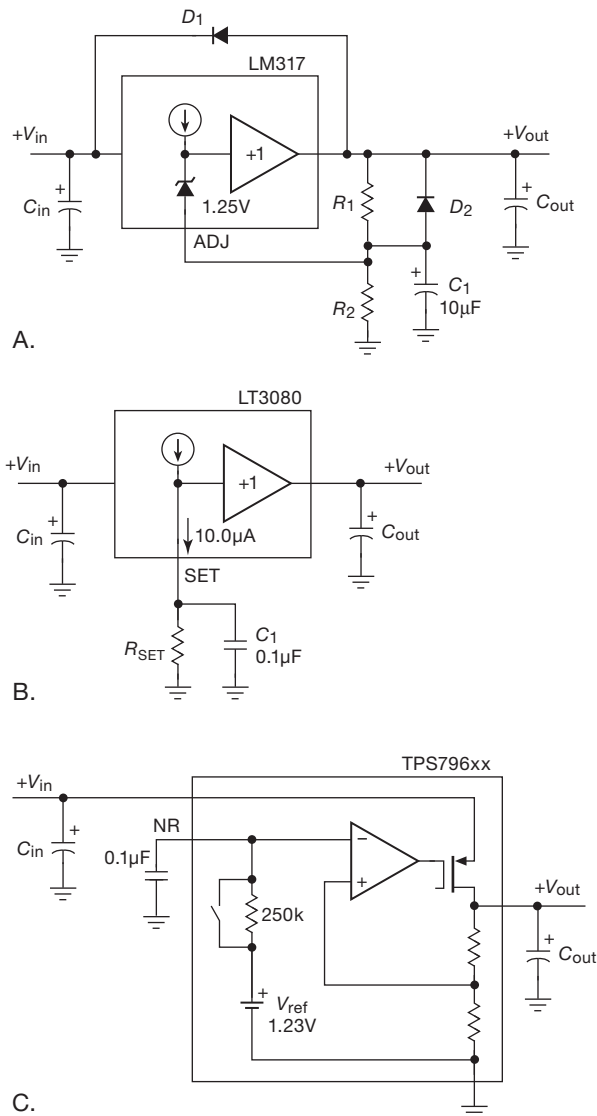 D1
LM317
+Vin
+Vout
+1
Cin
+
1.25V
R1
D2
+
Cout
ADJ
+
C1
10μF
R2
A.
LT3080
+Vin
+Vout
+1
Cin
+
10.0μA
+
Cout
SET
RSET
C1
0.1μF
B.
TPS796xx
+Vin
NR
Cin
+
0.1μF
−
+
250k
+Vout
+
Cout
+
Vref
1.23V
C.